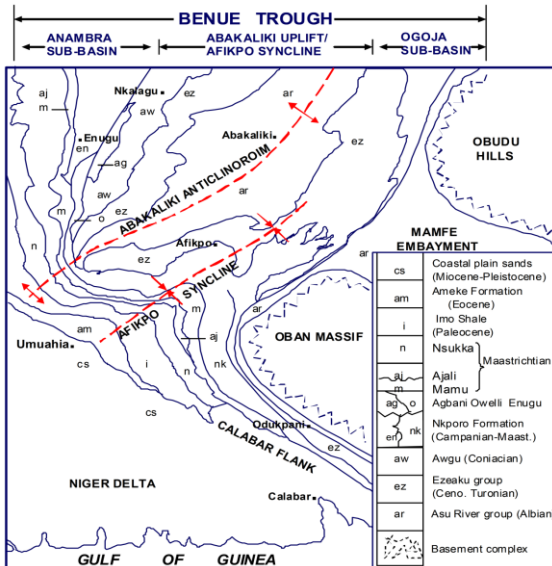 BENUE TROUGH
ANAMBRA
SUB-BASIN
ABAKALIKI UPLIFT/
AFIKPO SYNCLINE
OGOJA
SUB-BASIN
aj
Nkalagu
ez
ar
m
aw
Enugu
en
Abakaliki
ez
OBUDU
HILLS
ag
aw
m
o
ez
ABAKALIKI ANTICLINOROIM
ar
n
Afikpo
ez
MAMFE
EMBAYMENT
ar
AFIKPO SYNCLINE
m
ar
OBAN MASSIF
am
Umuahia
aj
cs
i
n
nk
cs
Odukpani
CALABAR FLANK
ez
NIGER DELTA
Calabar
GULF OF GUINEA
cs
Coastal plain sands
(Miocene-Pleistocene)
am
Ameke Formation
(Eocene)
i
Imo Shale
(Paleocene)
n
Nsukka
Maastrichtian
aj
Ajali
m
Mamu
ag o
Agbani Owelli Enugu
en nk
Nkporo Formation
(Campanian-Maast.)
aw
Awgu (Coniacian)
ez
Ezeaku group
(Ceno. Turonian)
ar
Asu River group (Albian)
Basement complex